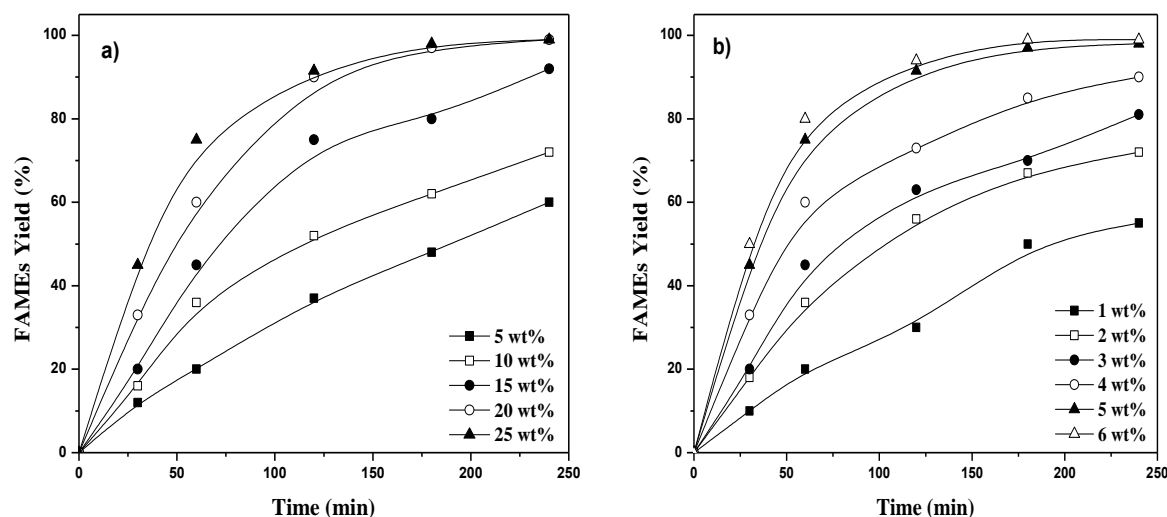 a)
FAMEs Yield (%)
100
80
60
40
20
0
5 wt%
10 wt%
15 wt%
20 wt%
25 wt%
0 50 100 150 200 250
Time (min)
b)
FAMEs Yield (%)
100
80
60
40
20
0
1 wt%
2 wt%
3 wt%
4 wt%
5 wt%
6 wt%
0 50 100 150 200 250
Time (min)